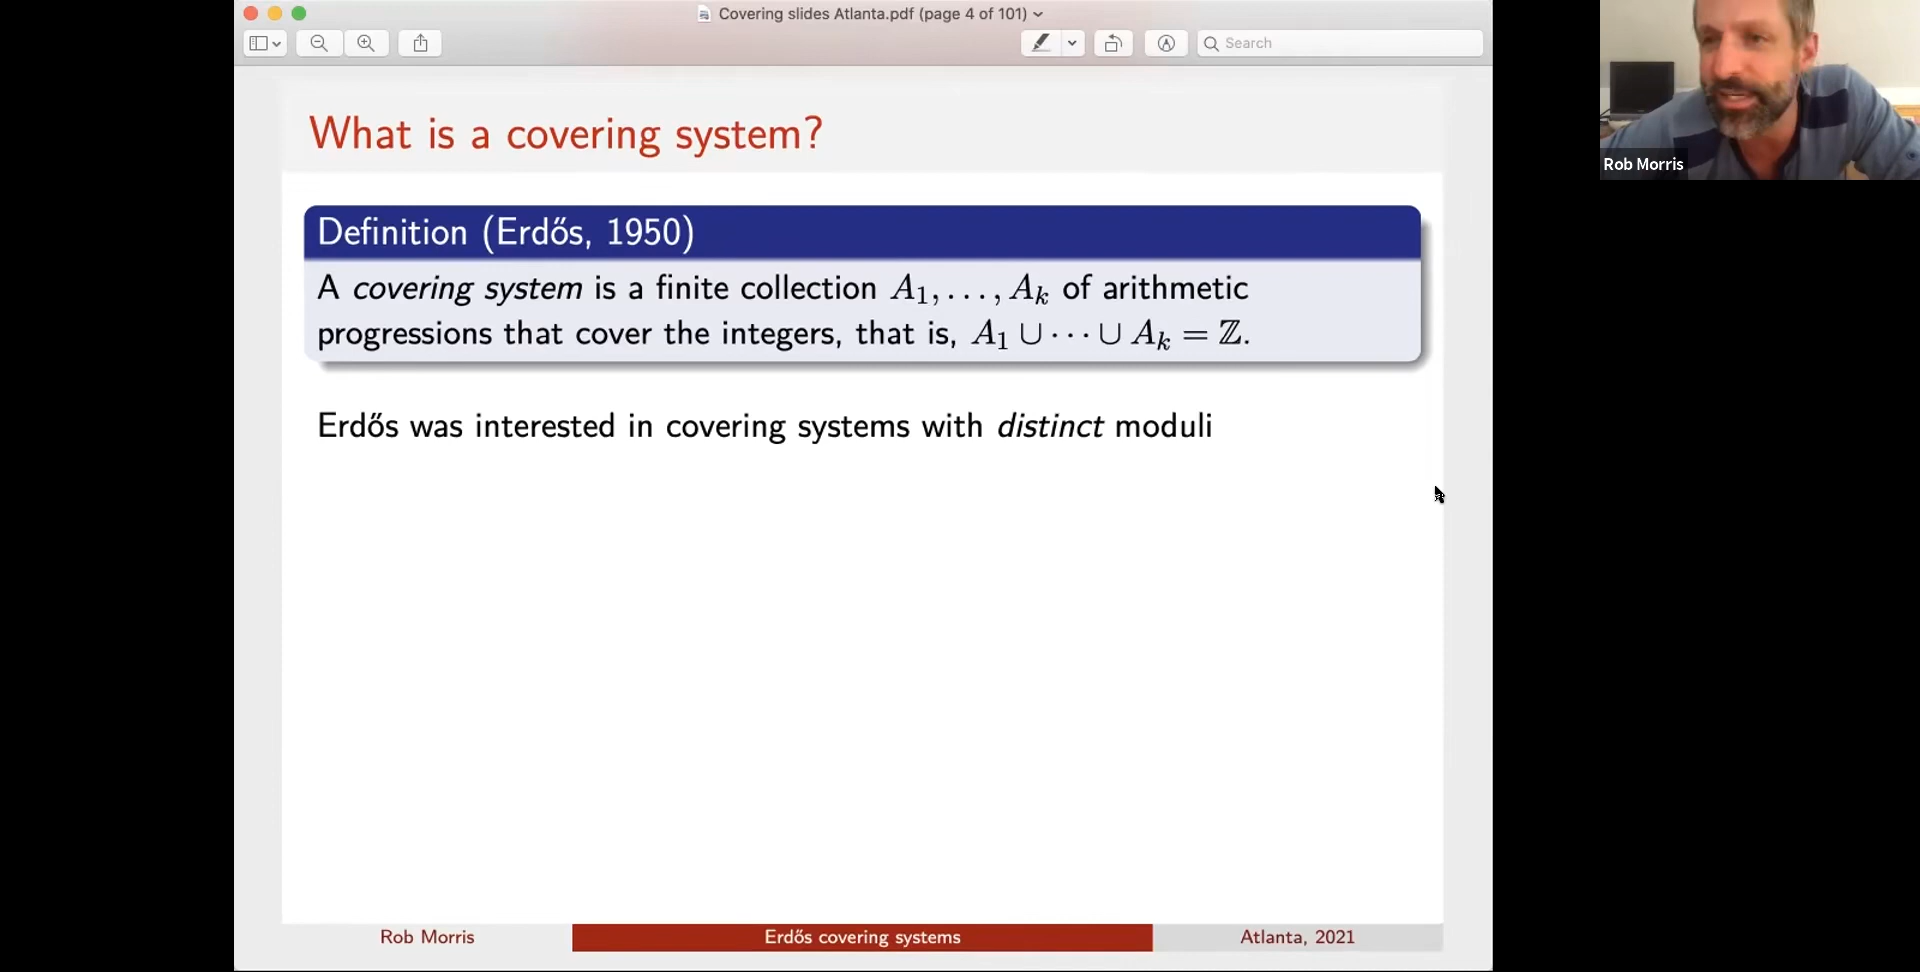 Covering slides Atlanta.pdf (page 4 of 101)
Search
What is a covering system?
Definition (Erdős, 1950)
A covering system is a finite collection A₁, . . . , Aₖ of arithmetic
progressions that cover the integers, that is, A₁ ∪ · · · ∪ Aₖ = ℤ.
Erdős was interested in covering systems with distinct moduli
Rob Morris
Erdős covering systems
Atlanta, 2021
Rob Morris